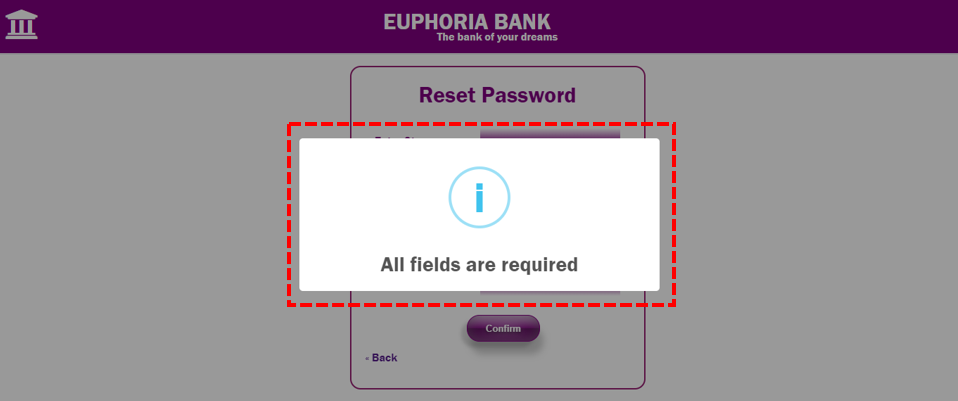 EUPHORIA BANK
The bank of your dreams
Reset Password
i
All fields are required
Confirm
« Back